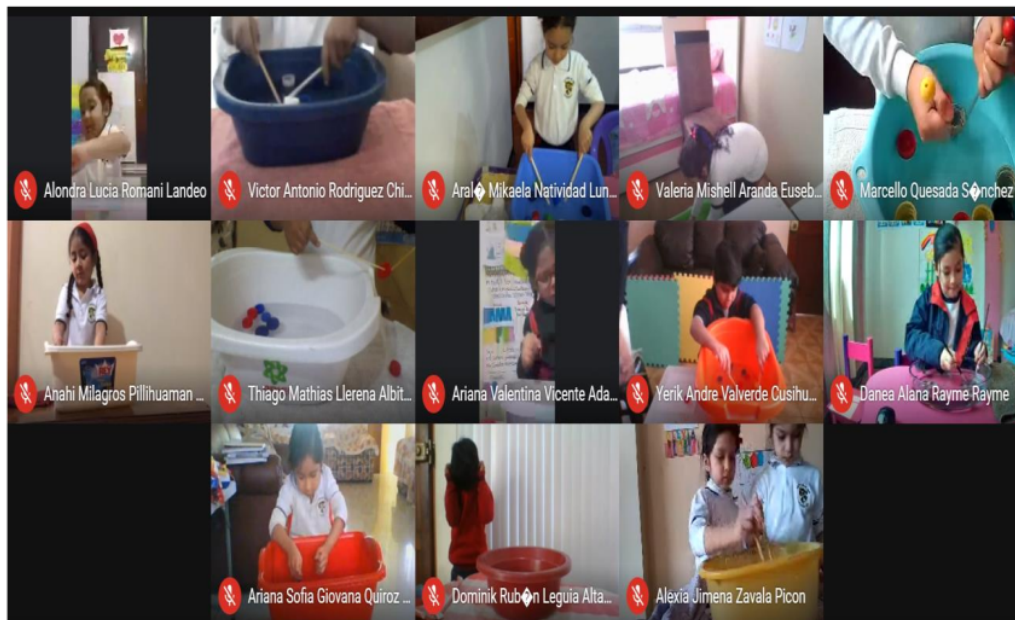 Alondra Lucia Romani Landeo
Victor Antonio Rodriguez Chi...
Aral� Mikaela Natividad Lun...
Valeria Mishell Aranda Euseb...
Marcello Quesada S�nchez
Anahi Milagros Pillihuaman ...
Thiago Mathias Llerena Albit...
Ariana Valentina Vicente Ada...
Yerik Andre Valverde Cusihu...
Danea Alana Rayme Rayme
Ariana Sofia Giovana Quiroz ...
Dominik Rub�n Leguia Alta...
Alexia Jimena Zavala Picon